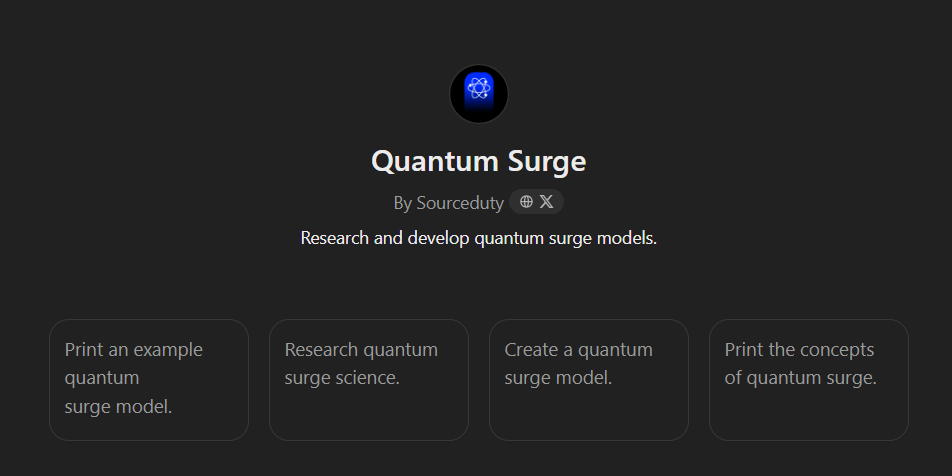 Quantum Surge
By Sourceduty
Research and develop quantum surge models.
Print an example
quantum
surge model.
Research quantum
surge science.
Create a quantum
surge model.
Print the concepts
of quantum surge.